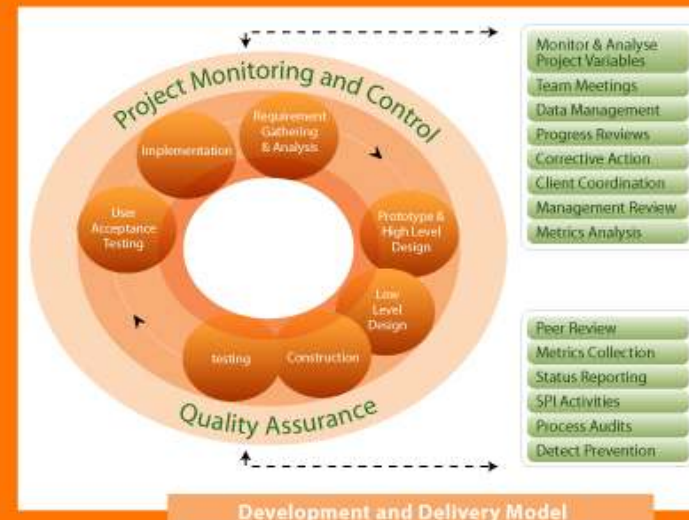 Project Monitoring and Control
Requirement
Gathering
& Analysis
Prototype &
High Level
Design
Low
Level
Design
Construction
testing
User
Acceptance
Testing
Implementation
Quality Assurance
Monitor & Analyse
Project Variables
Team Meetings
Data Management
Progress Reviews
Corrective Action
Client Coordination
Management Review
Metrics Analysis
Peer Review
Metrics Collection
Status Reporting
SPI Activities
Process Audits
Detect Prevention
Development and Delivery Model